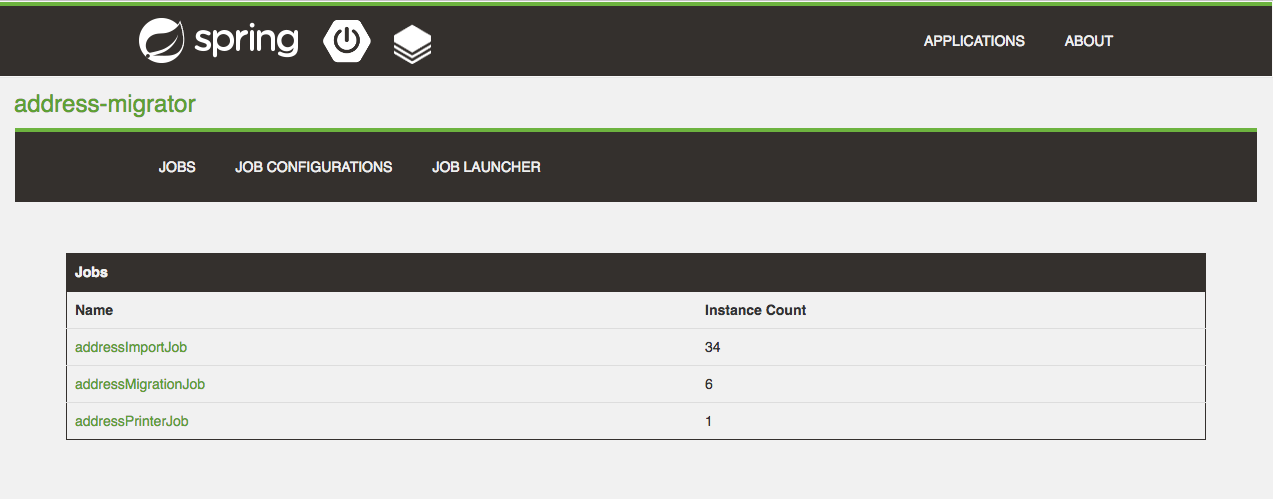 spring APPLICATIONS ABOUT
address-migrator
JOBS JOB CONFIGURATIONS JOB LAUNCHER
Jobs
Name Instance Count
addressImportJob 34
addressMigrationJob 6
addressPrinterJob 1